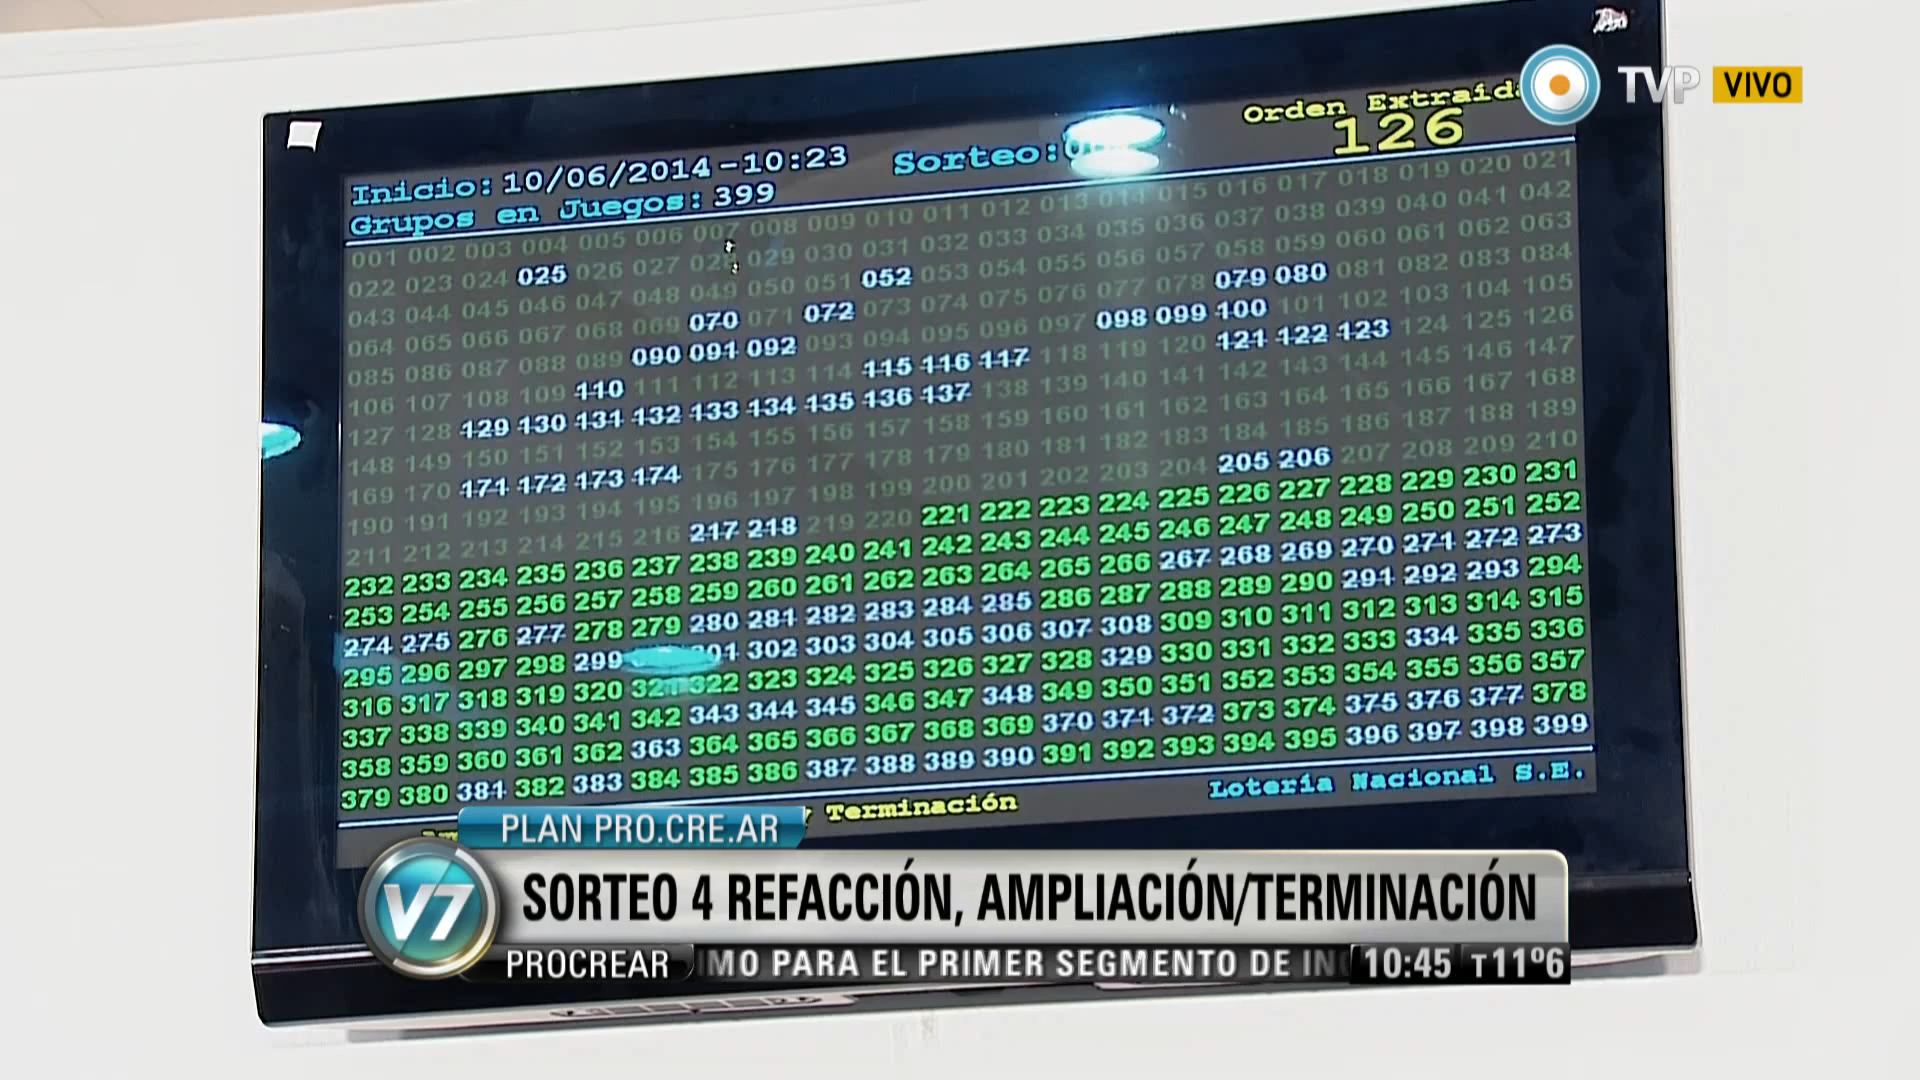 TVP VIVO
Orden Extraíd
126
Inicio: 10/06/2014-10:23 Sorteo:
Grupos en Juegos: 399
001 002 003 004 005 006 007 008 009 010 011 012 013 014 015 016 017 018 019 020 021
022 023 024 025 026 027 028 029 030 031 032 033 034 035 036 037 038 039 040 041 042
043 044 045 046 047 048 049 050 051 052 053 054 055 056 057 058 059 060 061 062 063
064 065 066 067 068 069 070 071 072 073 074 075 076 077 078 079 080 081 082 083 084
085 086 087 088 089 090 091 092 093 094 095 096 097 098 099 100 101 102 103 104 105
106 107 108 109 110 111 112 113 114 115 116 117 118 119 120 121 122 123 124 125 126
127 128 129 130 131 132 133 134 135 136 137 138 139 140 141 142 143 144 145 146 147
148 149 150 151 152 153 154 155 156 157 158 159 160 161 162 163 164 165 166 167 168
169 170 171 172 173 174 175 176 177 178 179 180 181 182 183 184 185 186 187 188 189
190 191 192 193 194 195 196 197 198 199 200 201 202 203 204 205 206 207 208 209 210
211 212 213 214 215 216 217 218 219 220 221 222 223 224 225 226 227 228 229 230 231
232 233 234 235 236 237 238 239 240 241 242 243 244 245 246 247 248 249 250 251 252
253 254 255 256 257 258 259 260 261 262 263 264 265 266 267 268 269 270 271 272 273
274 275 276 277 278 279 280 281 282 283 284 285 286 287 288 289 290 291 292 293 294
295 296 297 298 299 301 302 303 304 305 306 307 308 309 310 311 312 313 314 315
316 317 318 319 320 321 322 323 324 325 326 327 328 329 330 331 332 333 334 335 336
337 338 339 340 341 342 343 344 345 346 347 348 349 350 351 352 353 354 355 356 357
358 359 360 361 362 363 364 365 366 367 368 369 370 371 372 373 374 375 376 377 378
379 380 381 382 383 384 385 386 387 388 389 390 391 392 393 394 395 396 397 398 399
y Terminación Lotería Nacional S.E.
PLAN PRO.CRE.AR
V7 SORTEO 4 REFACCIÓN, AMPLIACIÓN/TERMINACIÓN
PROCREAR IMO PARA EL PRIMER SEGMENTO DE IN 10:45 T11º6